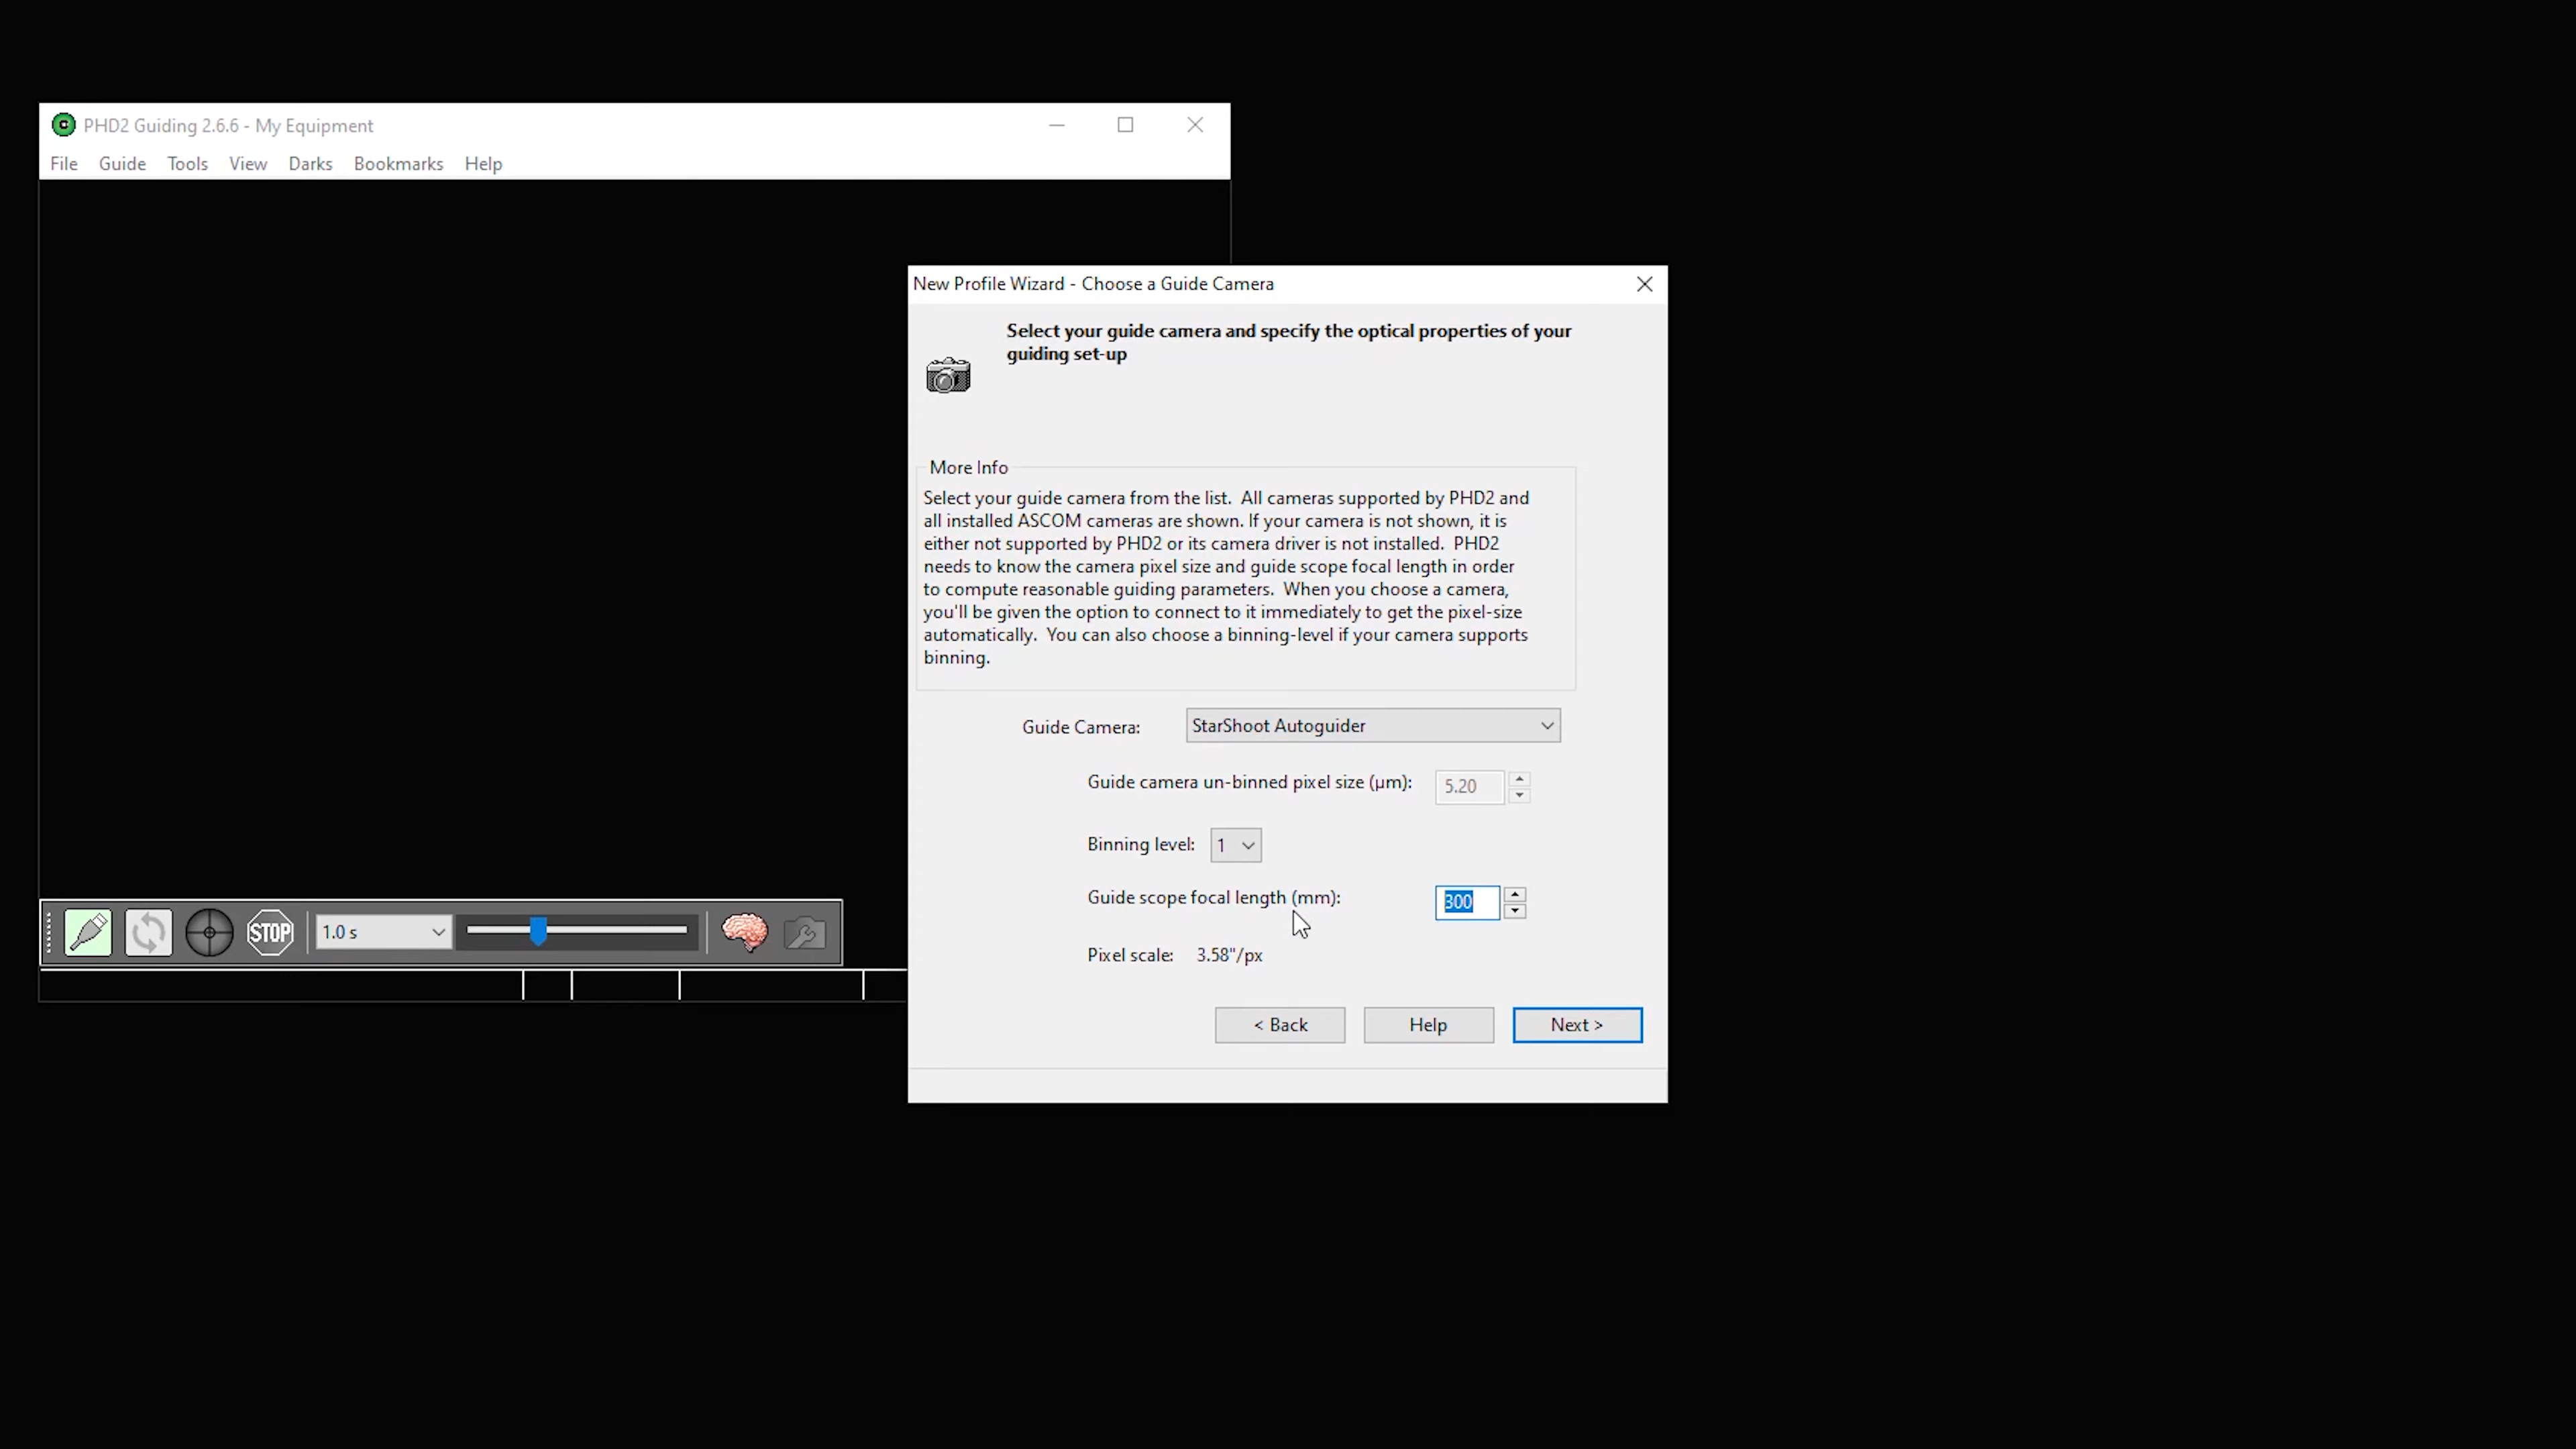 PHD2 Guiding 2.6.6 - My Equipment
File Guide Tools View Darks Bookmarks Help
New Profile Wizard - Choose a Guide Camera
Select your guide camera and specify the optical properties of your
guiding set-up
More Info
Select your guide camera from the list. All cameras supported by PHD2 and
all installed ASCOM cameras are shown. If your camera is not shown, it is
either not supported by PHD2 or its camera driver is not installed. PHD2
needs to know the camera pixel size and guide scope focal length in order
to compute reasonable guiding parameters. When you choose a camera,
you'll be given the option to connect to it immediately to get the pixel-size
automatically. You can also choose a binning-level if your camera supports
binning.
Guide Camera: StarShoot Autoguider
Guide camera un-binned pixel size (µm): 5.20
Binning level: 1
Guide scope focal length (mm): 300
Pixel scale: 3.58"/px
< Back Help Next >
STOP 1.0 s